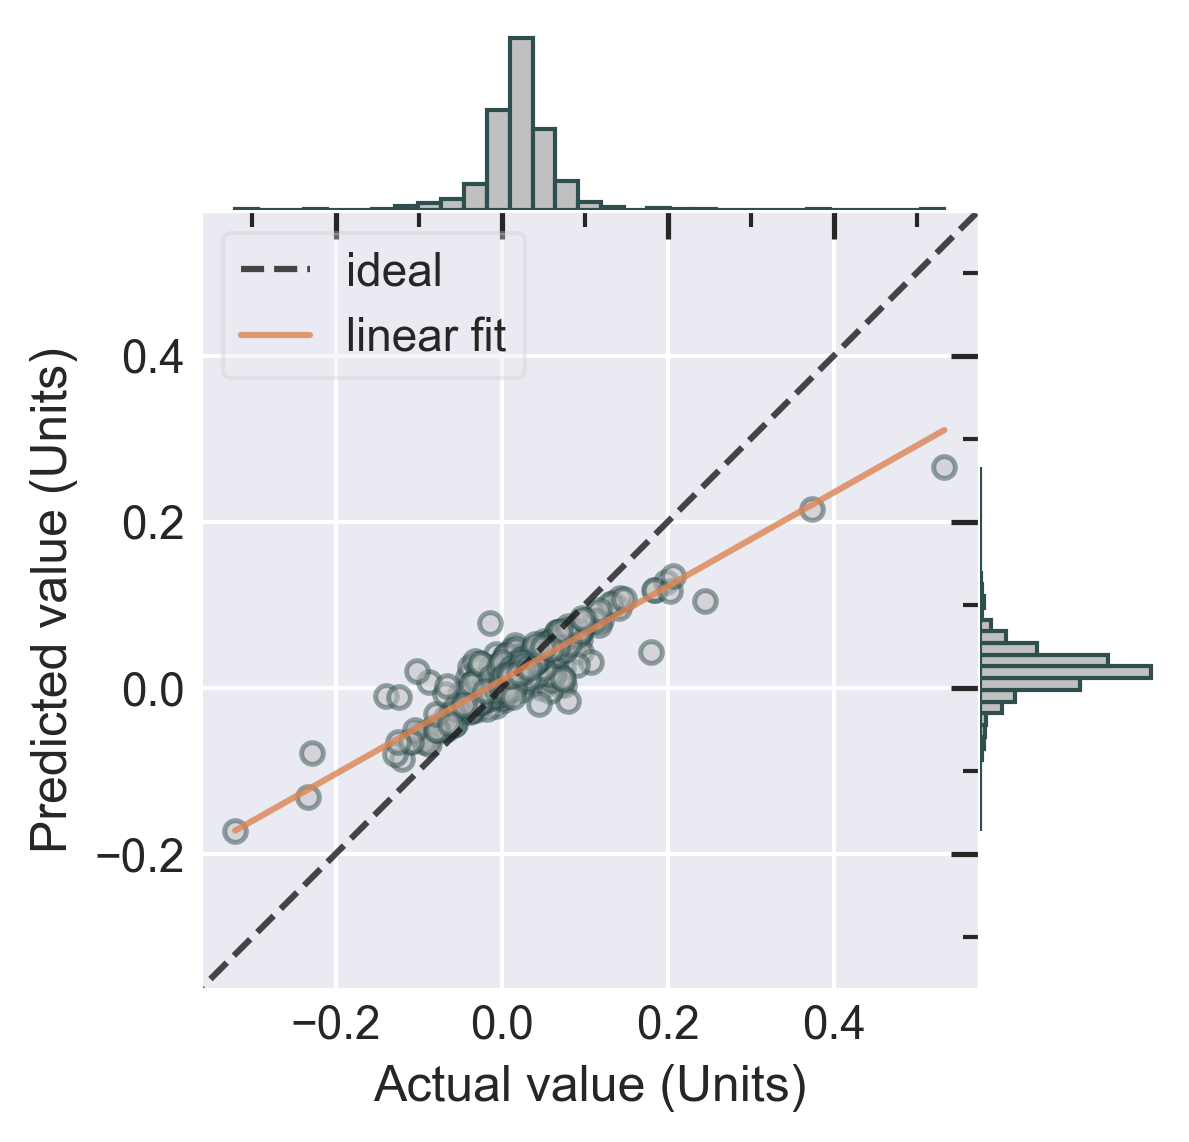 ideal
linear fit
0.4
0.2
0.0
−0.2
Predicted value (Units)
−0.2 0.0 0.2 0.4
Actual value (Units)